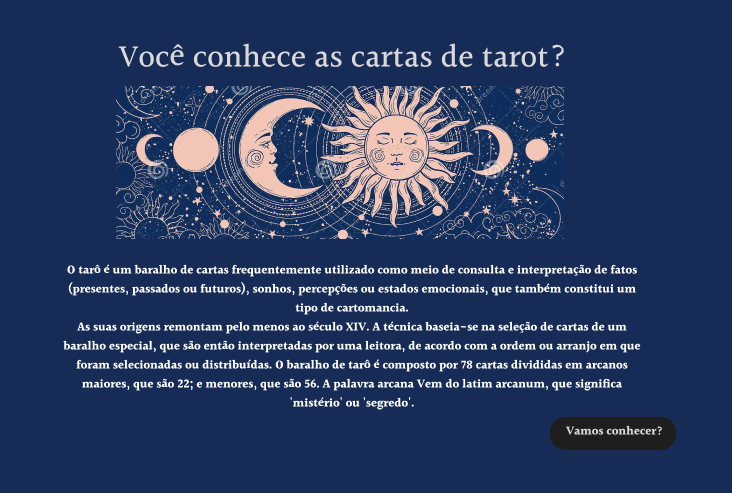 Você conhece as cartas de tarot?
O tarô é um baralho de cartas frequentemente utilizado como meio de consulta e interpretação de fatos
(presentes, passados ou futuros), sonhos, percepções ou estados emocionais, que também constitui um
tipo de cartomancia.
As suas origens remontam pelo menos ao século XIV. A técnica baseia-se na seleção de cartas de um
baralho especial, que são então interpretadas por uma leitora, de acordo com a ordem ou arranjo em que
foram selecionadas ou distribuídas. O baralho de tarô é composto por 78 cartas divididas em arcanos
maiores, que são 22; e menores, que são 56. A palavra arcana Vem do latim arcanum, que significa
'mistério' ou 'segredo'.
Vamos conhecer?